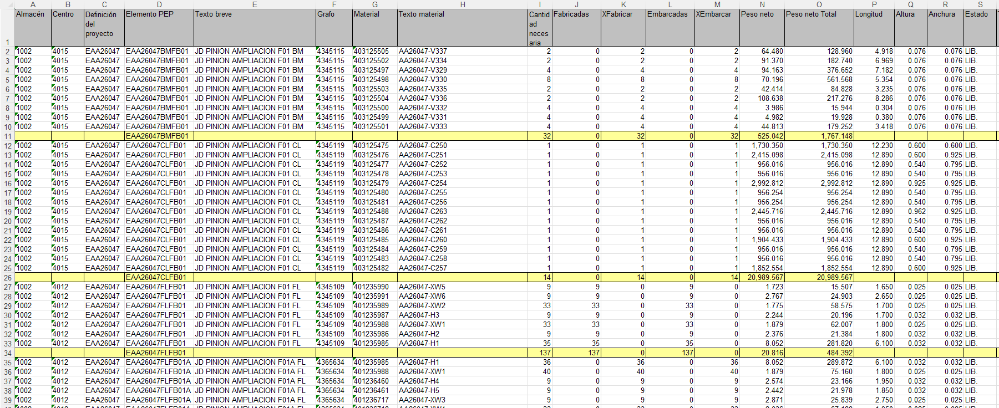 A B C D E F G H I J K L M N O P Q R S
1 Almacén Centro Definición del proyecto Elemento PEP Texto breve Grafo Material Texto material Cantidad necesaria Fabricadas XFabricar Embarcadas XEmbarcar Peso neto Peso neto Total Longitud Altura Anchura Estado
2 1002 4015 EAA26047 EAA26047BMFB01 JD PINION AMPLIACION F01 BM 4345115 403125505 AA26047-V337 2 0 2 0 2 64.480 128.960 4.918 0.076 0.076 LIB.
3 1002 4015 EAA26047 EAA26047BMFB01 JD PINION AMPLIACION F01 BM 4345115 403125502 AA26047-V334 2 0 2 0 2 91.370 182.740 6.969 0.076 0.076 LIB.
4 1002 4015 EAA26047 EAA26047BMFB01 JD PINION AMPLIACION F01 BM 4345115 403125497 AA26047-V329 4 0 4 0 4 94.163 376.652 7.182 0.076 0.076 LIB.
5 1002 4015 EAA26047 EAA26047BMFB01 JD PINION AMPLIACION F01 BM 4345115 403125498 AA26047-V330 8 0 8 0 8 70.196 561.568 5.354 0.076 0.076 LIB.
6 1002 4015 EAA26047 EAA26047BMFB01 JD PINION AMPLIACION F01 BM 4345115 403125503 AA26047-V335 2 0 2 0 2 42.414 84.828 3.235 0.076 0.076 LIB.
7 1002 4015 EAA26047 EAA26047BMFB01 JD PINION AMPLIACION F01 BM 4345115 403125504 AA26047-V336 2 0 2 0 2 108.638 217.276 8.286 0.076 0.076 LIB.
8 1002 4015 EAA26047 EAA26047BMFB01 JD PINION AMPLIACION F01 BM 4345115 403125500 AA26047-V332 4 0 4 0 4 3.986 15.944 0.304 0.076 0.076 LIB.
9 1002 4015 EAA26047 EAA26047BMFB01 JD PINION AMPLIACION F01 BM 4345115 403125499 AA26047-V331 4 0 4 0 4 4.982 19.928 0.380 0.076 0.076 LIB.
10 1002 4015 EAA26047 EAA26047BMFB01 JD PINION AMPLIACION F01 BM 4345115 403125501 AA26047-V333 4 0 4 0 4 44.813 179.252 3.418 0.076 0.076 LIB.
11 EAA26047BMFB01 32 0 32 0 32 525.042 1,767.148
12 1002 4015 EAA26047 EAA26047CLFB01 JD PINION AMPLIACION F01 CL 4345119 403125475 AA26047-C250 1 0 1 0 1 1,730.350 1,730.350 12.230 0.600 0.600 LIB.
13 1002 4015 EAA26047 EAA26047CLFB01 JD PINION AMPLIACION F01 CL 4345119 403125476 AA26047-C251 1 0 1 0 1 2,415.098 2,415.098 12.890 0.600 0.925 LIB.
14 1002 4015 EAA26047 EAA26047CLFB01 JD PINION AMPLIACION F01 CL 4345119 403125477 AA26047-C252 1 0 1 0 1 956.016 956.016 12.890 0.540 0.795 LIB.
15 1002 4015 EAA26047 EAA26047CLFB01 JD PINION AMPLIACION F01 CL 4345119 403125478 AA26047-C253 1 0 1 0 1 956.016 956.016 12.890 0.540 0.795 LIB.
16 1002 4015 EAA26047 EAA26047CLFB01 JD PINION AMPLIACION F01 CL 4345119 403125479 AA26047-C254 1 0 1 0 1 2,992.812 2,992.812 12.890 0.925 0.925 LIB.
17 1002 4015 EAA26047 EAA26047CLFB01 JD PINION AMPLIACION F01 CL 4345119 403125480 AA26047-C255 1 0 1 0 1 956.254 956.254 12.890 0.540 0.795 LIB.
18 1002 4015 EAA26047 EAA26047CLFB01 JD PINION AMPLIACION F01 CL 4345119 403125481 AA26047-C256 1 0 1 0 1 956.254 956.254 12.890 0.540 0.795 LIB.
19 1002 4015 EAA26047 EAA26047CLFB01 JD PINION AMPLIACION F01 CL 4345119 403125488 AA26047-C263 1 0 1 0 1 2,445.716 2,445.716 12.890 0.962 0.925 LIB.
20 1002 4015 EAA26047 EAA26047CLFB01 JD PINION AMPLIACION F01 CL 4345119 403125487 AA26047-C262 1 0 1 0 1 956.016 956.016 12.890 0.540 0.795 LIB.
21 1002 4015 EAA26047 EAA26047CLFB01 JD PINION AMPLIACION F01 CL 4345119 403125486 AA26047-C261 1 0 1 0 1 956.016 956.016 12.890 0.540 0.795 LIB.
22 1002 4015 EAA26047 EAA26047CLFB01 JD PINION AMPLIACION F01 CL 4345119 403125485 AA26047-C260 1 0 1 0 1 1,904.433 1,904.433 12.890 0.600 0.925 LIB.
23 1002 4015 EAA26047 EAA26047CLFB01 JD PINION AMPLIACION F01 CL 4345119 403125484 AA26047-C259 1 0 1 0 1 956.016 956.016 12.890 0.540 0.795 LIB.
24 1002 4015 EAA26047 EAA26047CLFB01 JD PINION AMPLIACION F01 CL 4345119 403125483 AA26047-C258 1 0 1 0 1 956.016 956.016 12.890 0.540 0.795 LIB.
25 1002 4015 EAA26047 EAA26047CLFB01 JD PINION AMPLIACION F01 CL 4345119 403125482 AA26047-C257 1 0 1 0 1 1,852.554 1,852.554 12.890 0.600 0.925 LIB.
26 EAA26047CLFB01 14 0 14 0 14 20,989.567 20,989.567
27 1002 4012 EAA26047 EAA26047FLFB01 JD PINION AMPLIACION F01 FL 4345109 401235990 AA26047-XW5 9 9 0 9 0 1.723 15.507 1.650 0.025 0.025 LIB.
28 1002 4012 EAA26047 EAA26047FLFB01 JD PINION AMPLIACION F01 FL 4345109 401235991 AA26047-XW6 9 9 0 9 0 2.767 24.903 2.650 0.025 0.025 LIB.
29 1002 4012 EAA26047 EAA26047FLFB01 JD PINION AMPLIACION F01 FL 4345109 401235989 AA26047-XW2 33 33 0 33 0 1.775 58.575 1.700 0.025 0.025 LIB.
30 1002 4012 EAA26047 EAA26047FLFB01 JD PINION AMPLIACION F01 FL 4345109 401235987 AA26047-H3 9 9 0 9 0 2.244 20.196 1.700 0.032 0.032 LIB.
31 1002 4012 EAA26047 EAA26047FLFB01 JD PINION AMPLIACION F01 FL 4345109 401235988 AA26047-XW1 33 33 0 33 0 1.879 62.007 1.800 0.025 0.025 LIB.
32 1002 4012 EAA26047 EAA26047FLFB01 JD PINION AMPLIACION F01 FL 4345109 401235986 AA26047-H2 9 9 0 9 0 2.376 21.384 1.800 0.032 0.032 LIB.
33 1002 4012 EAA26047 EAA26047FLFB01 JD PINION AMPLIACION F01 FL 4345109 401235985 AA26047-H1 35 35 0 35 0 8.052 281.820 6.100 0.032 0.032 LIB.
34 EAA26047FLFB01 137 137 0 137 0 20.816 484.392
35 1002 4012 EAA26047 EAA26047FLFB01A JD PINION AMPLIACION F01A FL 4365634 401235985 AA26047-H1 36 0 36 0 36 8.052 289.872 6.100 0.032 0.032 LIB.
36 1002 4012 EAA26047 EAA26047FLFB01A JD PINION AMPLIACION F01A FL 4365634 401235988 AA26047-XW1 40 0 40 0 40 1.879 75.160 1.800 0.025 0.025 LIB.
37 1002 4012 EAA26047 EAA26047FLFB01A JD PINION AMPLIACION F01A FL 4365634 401236460 AA26047-H4 9 0 9 0 9 2.574 23.166 1.950 0.032 0.032 LIB.
38 1002 4012 EAA26047 EAA26047FLFB01A JD PINION AMPLIACION F01A FL 4365634 401236461 AA26047-H5 9 0 9 0 9 2.442 21.978 1.850 0.032 0.032 LIB.
39 1002 4012 EAA26047 EAA26047FLFB01A JD PINION AMPLIACION F01A FL 4365634 401236717 AA26047-XW3 9 0 9 0 9 2.871 25.839 2.750 0.025 0.025 LIB.